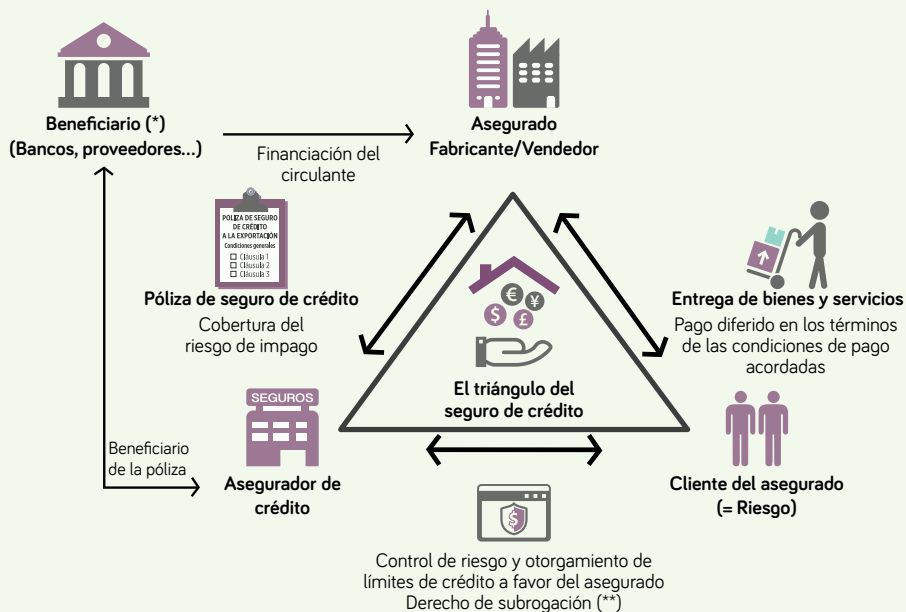 Beneficiario (*)
(Bancos, proveedores...)
Financiación del
circulante
Asegurado
Fabricante/Vendedor
PÓLIZA DE SEGURO
DE CRÉDITO
A LA EXPORTACIÓN
Condiciones generales
Cláusula 1
Cláusula 2
Cláusula 3
Póliza de seguro de crédito
Cobertura del
riesgo de impago
€ ¥
$ £
El triángulo del
seguro de crédito
Entrega de bienes y servicios
Pago diferido en los términos
de las condiciones de pago
acordadas
Beneficiario
de la póliza
SEGUROS
Asegurador de
crédito
Cliente del asegurado
(= Riesgo)
$
Control de riesgo y otorgamiento de
límites de crédito a favor del asegurado
Derecho de subrogación (**)